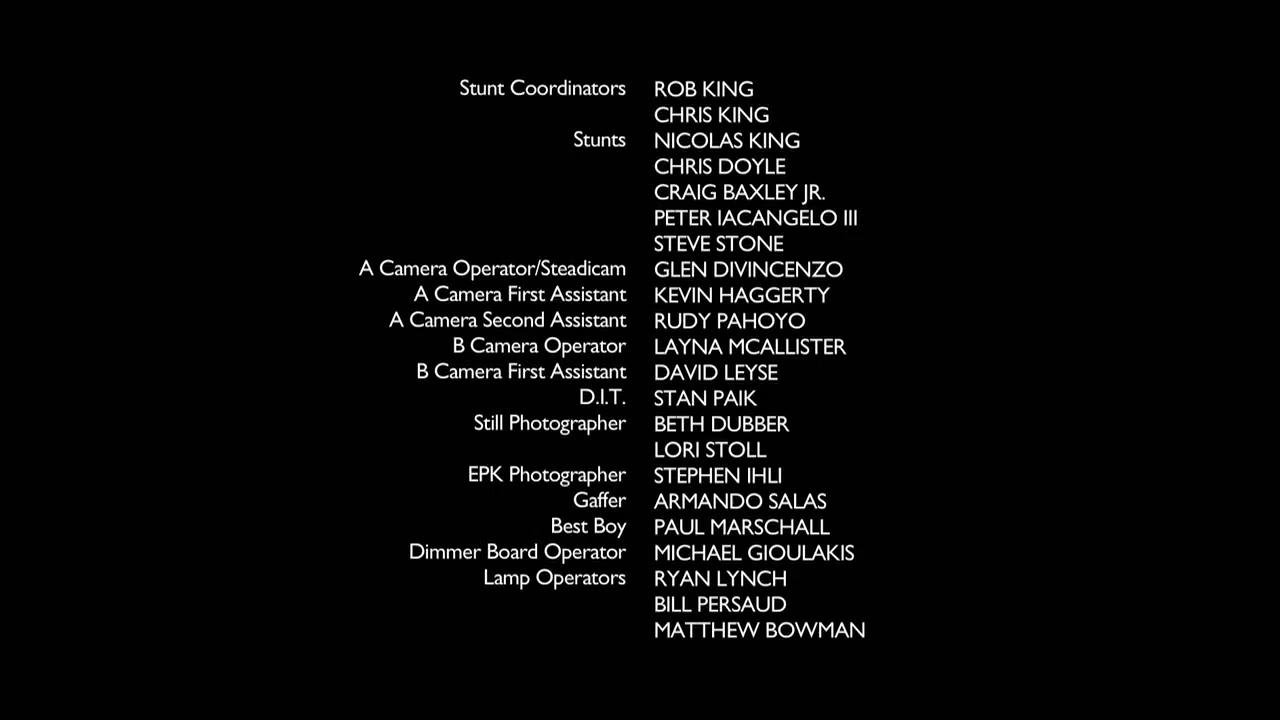 Stunt Coordinators ROB KING
CHRIS KING
Stunts NICOLAS KING
CHRIS DOYLE
CRAIG BAXLEY JR.
PETER IACANGELO III
STEVE STONE
A Camera Operator/Steadicam GLEN DIVINCENZO
A Camera First Assistant KEVIN HAGGERTY
A Camera Second Assistant RUDY PAHOYO
B Camera Operator LAYNA MCALLISTER
B Camera First Assistant DAVID LEYSE
D.I.T. STAN PAIK
Still Photographer BETH DUBBER
LORI STOLL
EPK Photographer STEPHEN IHLI
Gaffer ARMANDO SALAS
Best Boy PAUL MARSCHALL
Dimmer Board Operator MICHAEL GIOULAKIS
Lamp Operators RYAN LYNCH
BILL PERSAUD
MATTHEW BOWMAN